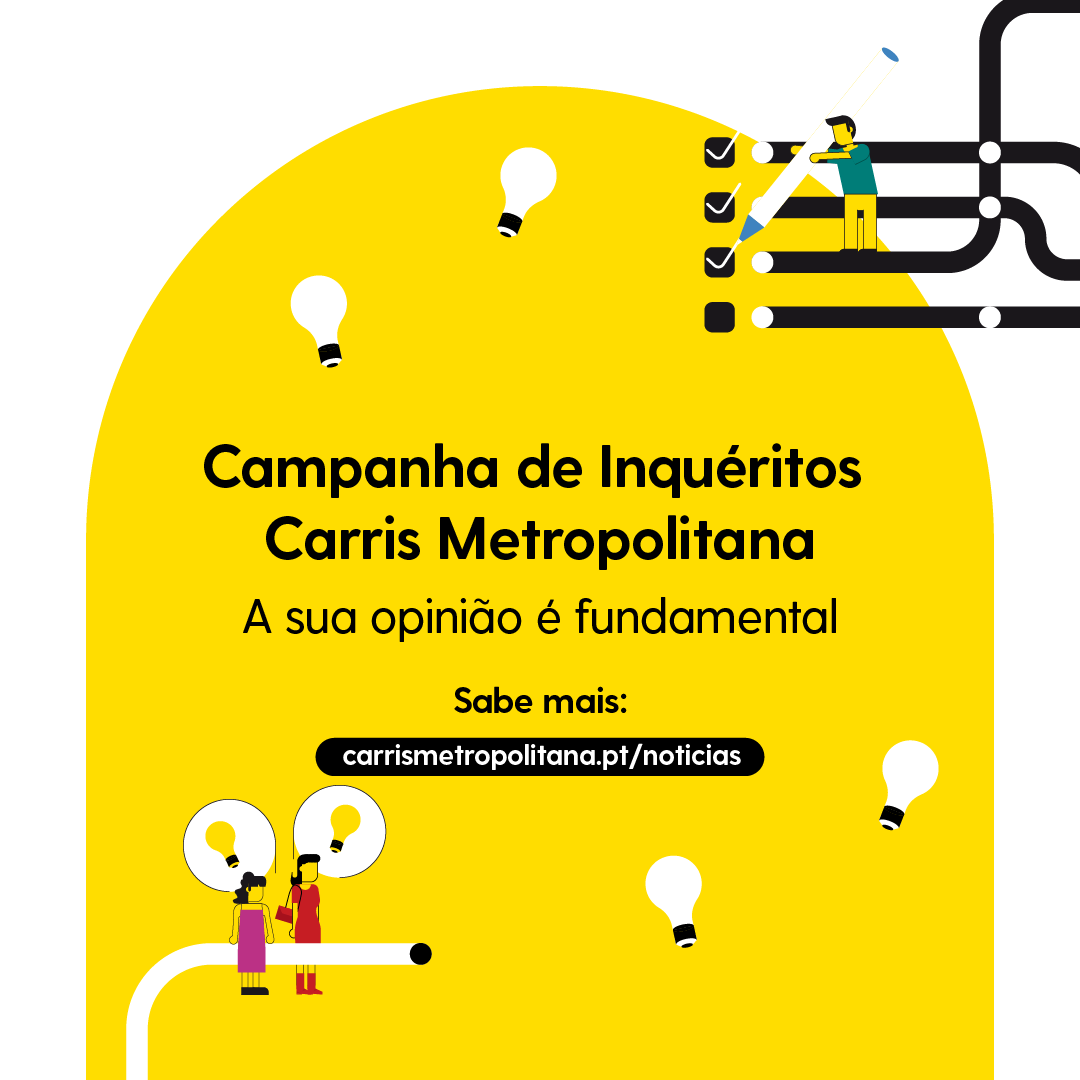 Campanha de Inquéritos
Carris Metropolitana
A sua opinião é fundamental
Sabe mais:
carrismetropolitana.pt/noticias